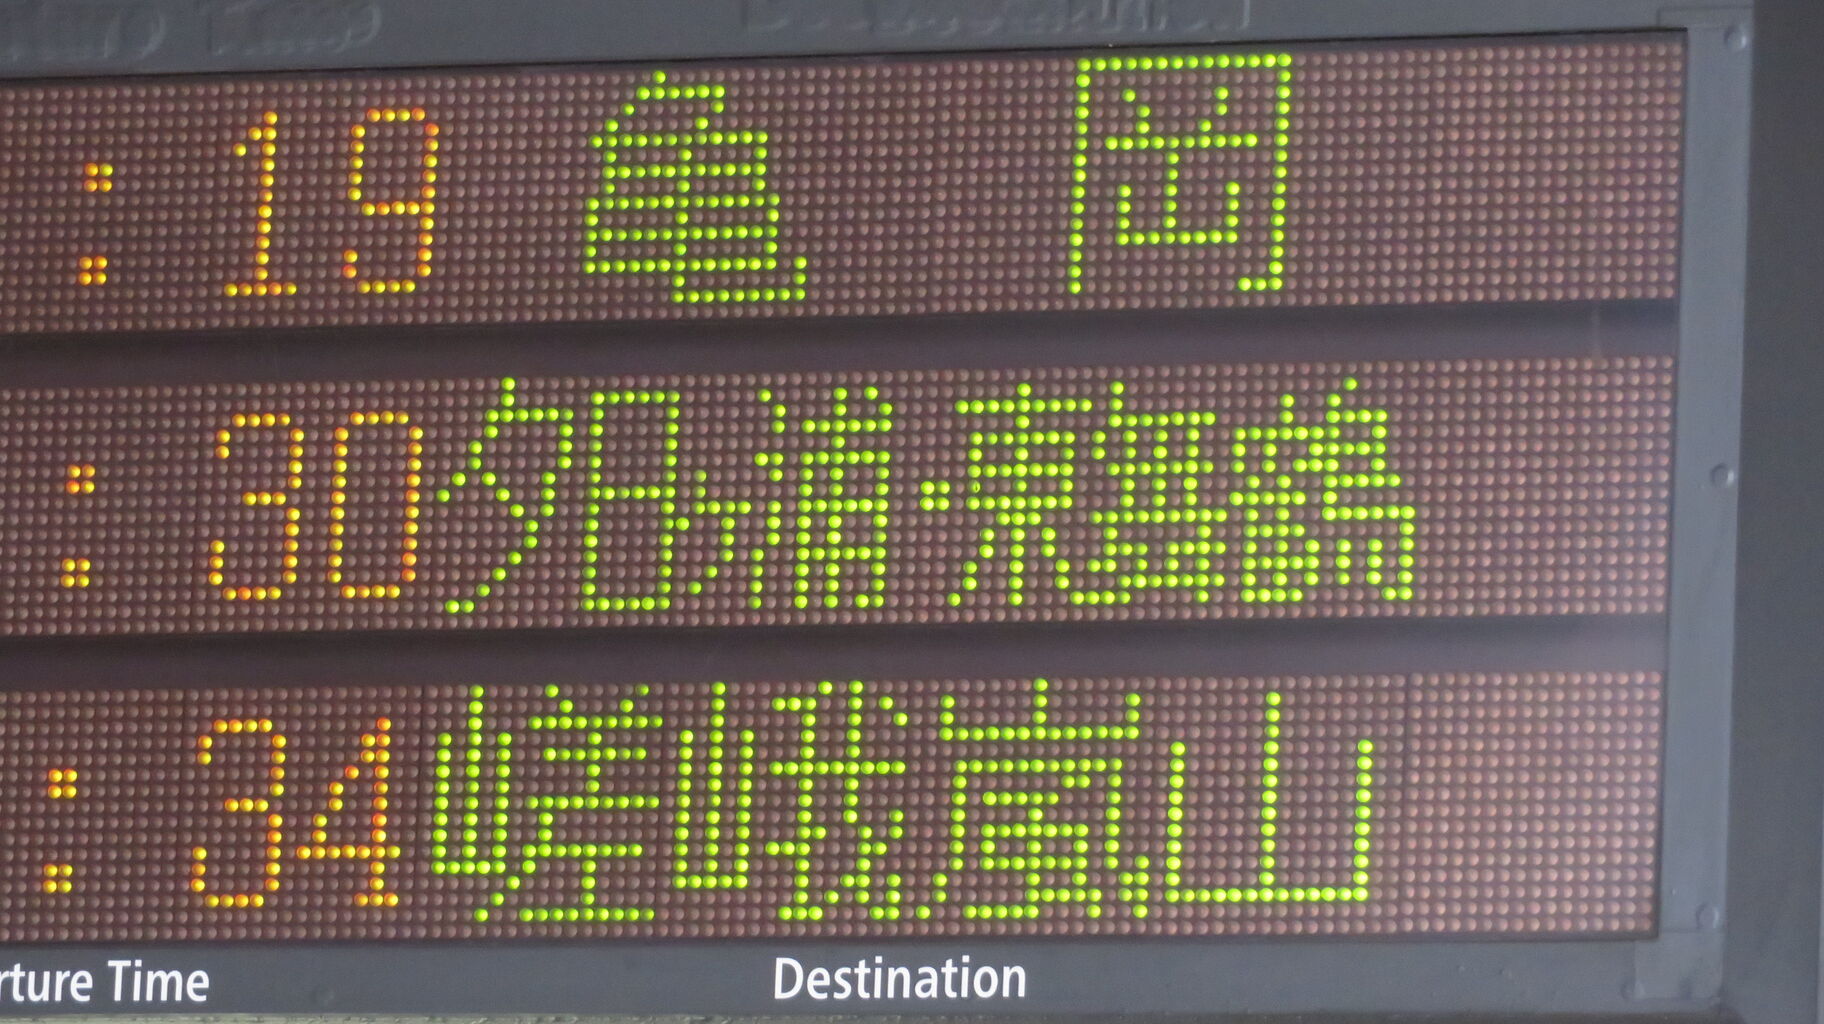 :19 亀岡
:30 夕日ヶ浦・東舞鶴
:34 嵯峨嵐山
rture Time Destination